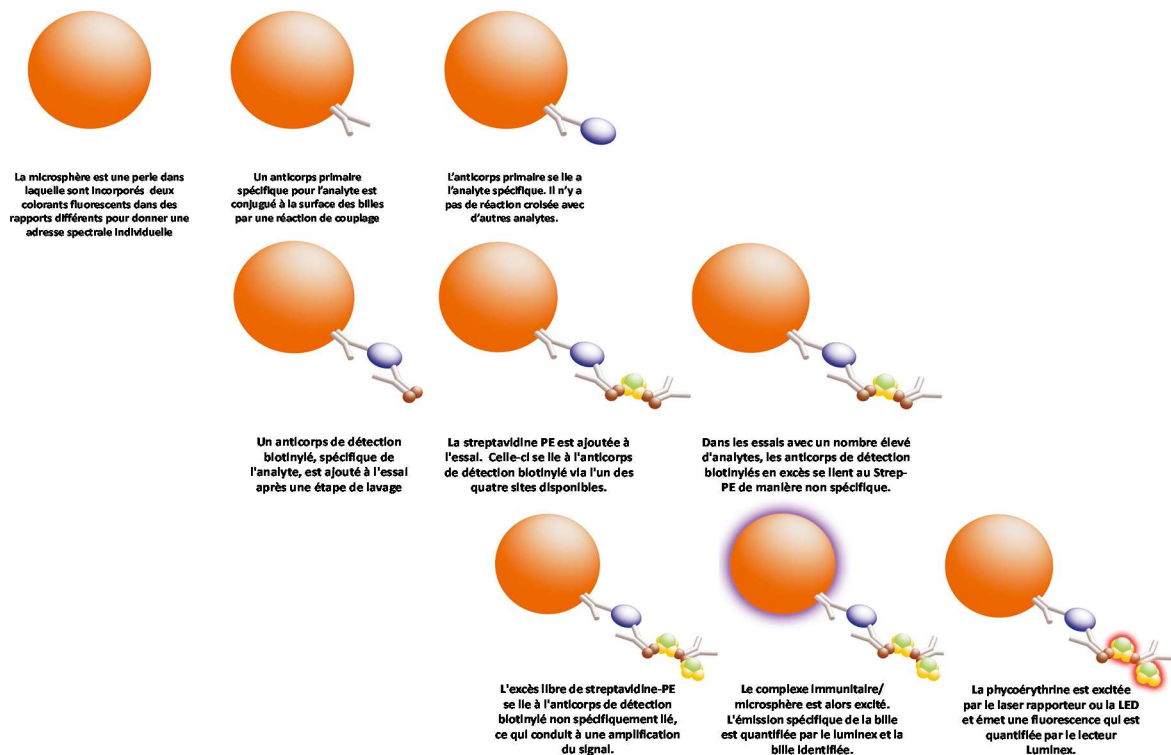 La microsphère est une perle dans
laquelle sont incorporés deux
colorants fluorescents dans des
rapports différents pour donner une
adresse spectrale individuelle
Un anticorps primaire
spécifique pour l'analyte est
conjugué à la surface des billes
par une réaction de couplage
L'anticorps primaire se lie a
l'analyte spécifique. Il n'y a
pas de réaction croisée avec
d'autres analytes.
Un anticorps de détection
biotinylé, spécifique de
l'analyte, est ajouté à l'essai
après une étape de lavage
La streptavidine PE est ajoutée à
l'essai. Celle-ci se lie à l'anticorps
de détection biotinylé via l'un des
quatre sites disponibles.
Dans les essais avec un nombre élevé
d'analytes, les anticorps de détection
biotinylés en excès se lient au Strep-
PE de manière non spécifique.
L'excès libre de streptavidine-PE
se lie à l'anticorps de détection
biotinylé non spécifiquement lié,
ce qui conduit à une amplification
du signal.
Le complexe immunitaire/
microsphère est alors excité.
L'émission spécifique de la bille
est quantifiée par le luminex et la
bille identifiée.
La phycoérythrine est excitée
par le laser rapporteur ou la LED
et émet une fluorescence qui est
quantifiée par le lecteur
Luminex.